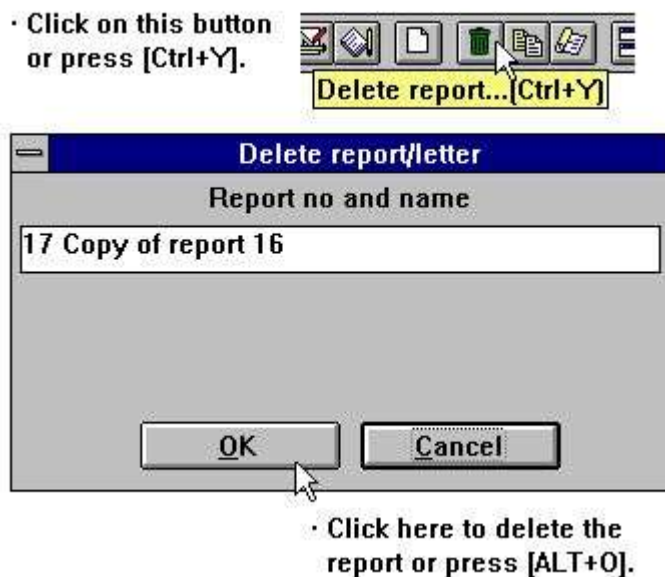 · Click on this button
or press [Ctrl+Y].
Delete report...(Ctrl+Y)
Delete report/letter
Report no and name
17 Copy of report 16
OK
Cancel
· Click here to delete the
report or press [ALT+O].